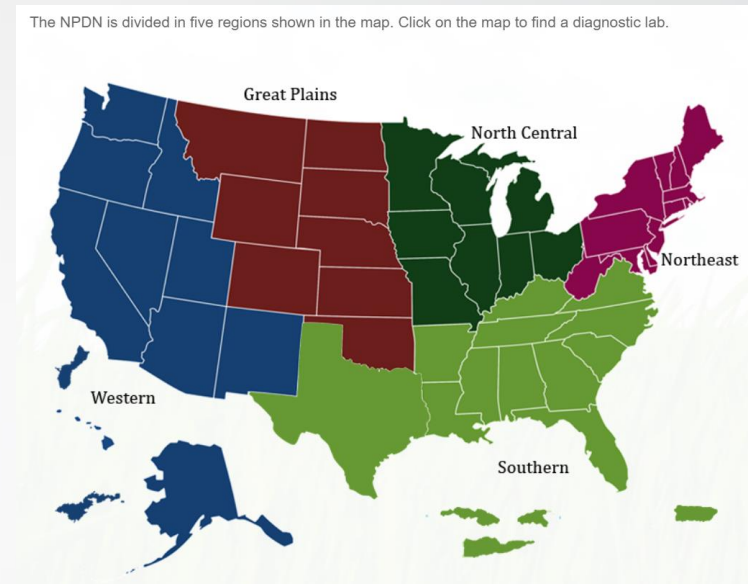 The NPDN is divided in five regions shown in the map. Click on the map to find a diagnostic lab.
Great Plains
North Central
Northeast
Western
Southern